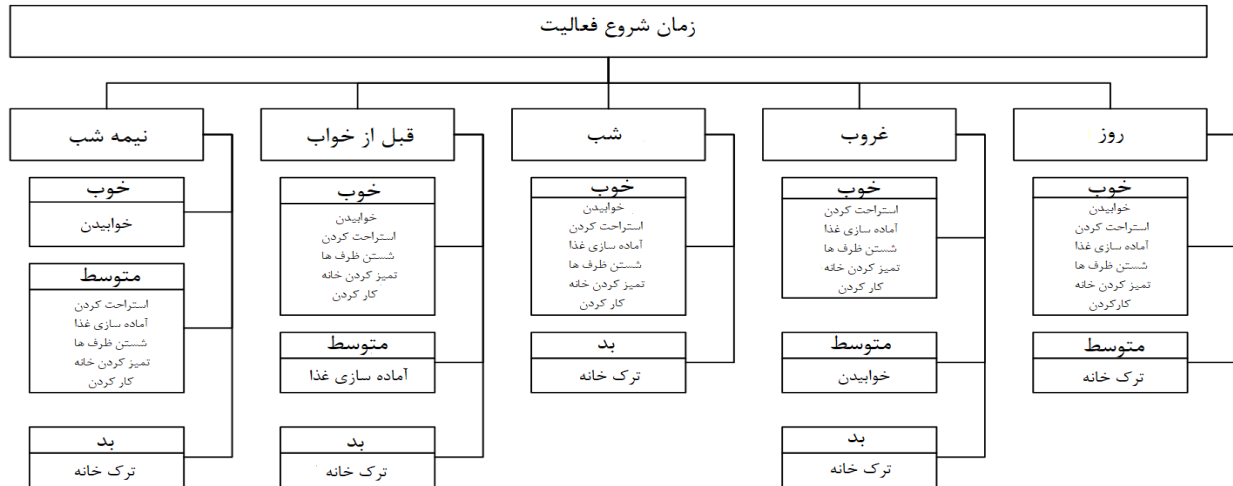 زمان شروع فعالیت
روز
خوب
خوابیدن
استراحت کردن
آماده سازی غذا
شستن ظرف ها
تمیز کردن خانه
کارکردن
متوسط
ترک خانه
غروب
خوب
استراحت کردن
آماده سازی غذا
شستن ظرف ها
تمیز کردن خانه
کار کردن
متوسط
خوابیدن
بد
ترک خانه
شب
خوب
خوابیدن
استراحت کردن
آماده سازی غذا
شستن ظرف ها
تمیز کردن خانه
کار کردن
بد
ترک خانه
قبل از خواب
خوب
خوابیدن
استراحت کردن
شستن ظرف ها
تمیز کردن خانه
کار کردن
متوسط
آماده سازی غذا
بد
ترک خانه
نیمه شب
خوب
خوابیدن
متوسط
استراحت کردن
آماده سازی غذا
شستن ظرف ها
تمیز کردن خانه
کار کردن
بد
ترک خانه